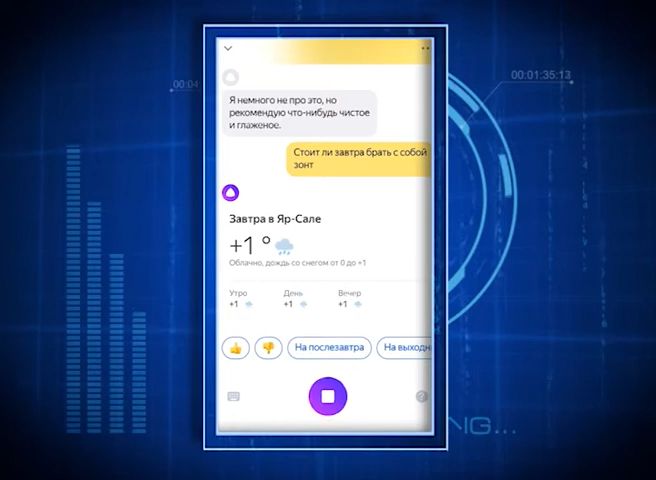 00:04
00:01:35:13
Я немного не про это, но
рекомендую что-нибудь чистое
и глаженое.
Стоит ли завтра брать с собой
зонт
Завтра в Яр-Сале
+1 °
Облачно, дождь со снегом от 0 до +1
Утро День Вечер
+1 +1 +1
На послезавтра На выходн
?
NG...